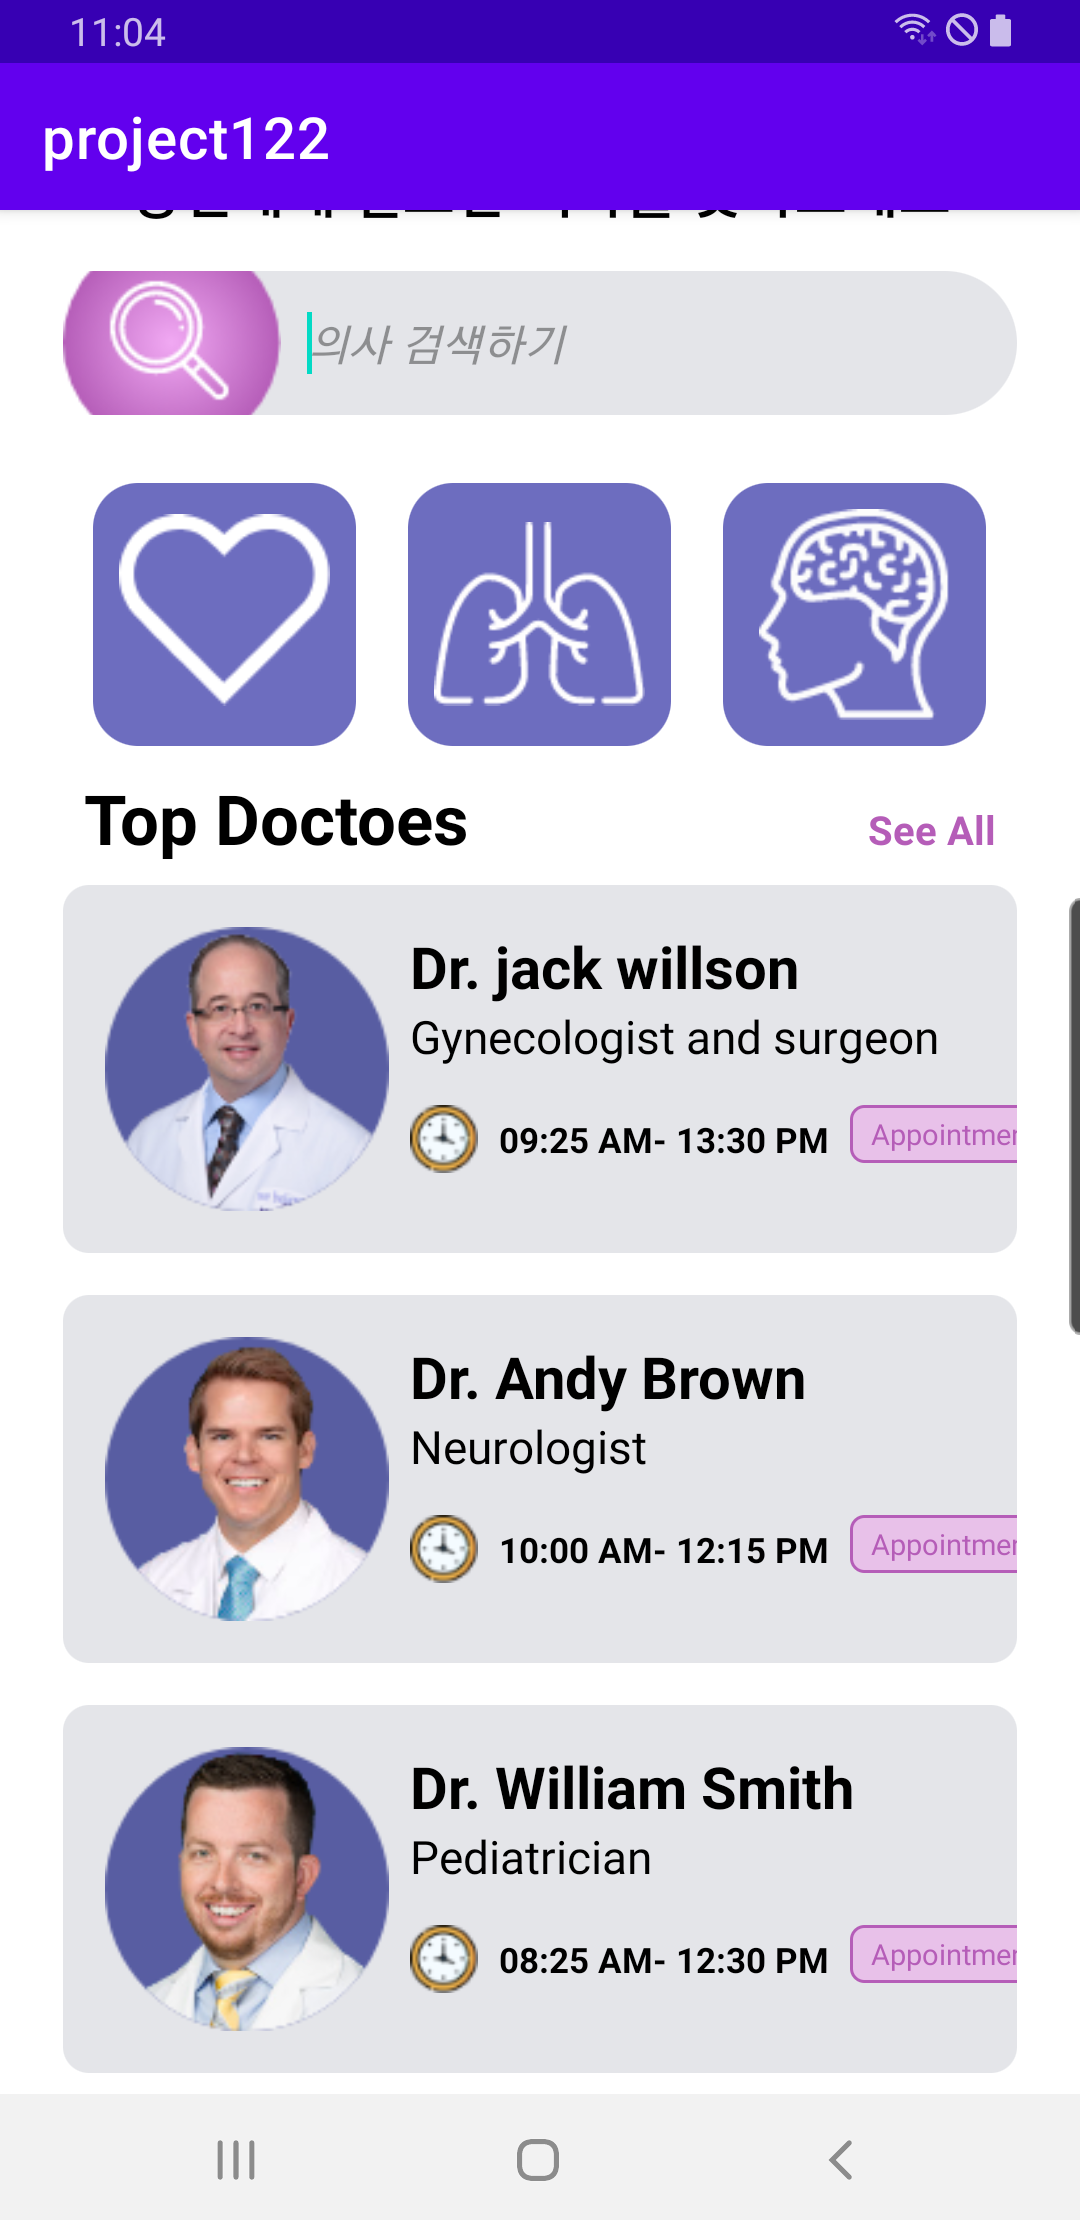 11:04
project122
의사 검색하기
Top Doctoes
See All
Dr. jack willson
Gynecologist and surgeon
09:25 AM- 13:30 PM
Appointmen
Dr. Andy Brown
Neurologist
10:00 AM- 12:15 PM
Appointmen
Dr. William Smith
Pediatrician
08:25 AM- 12:30 PM
Appointmen